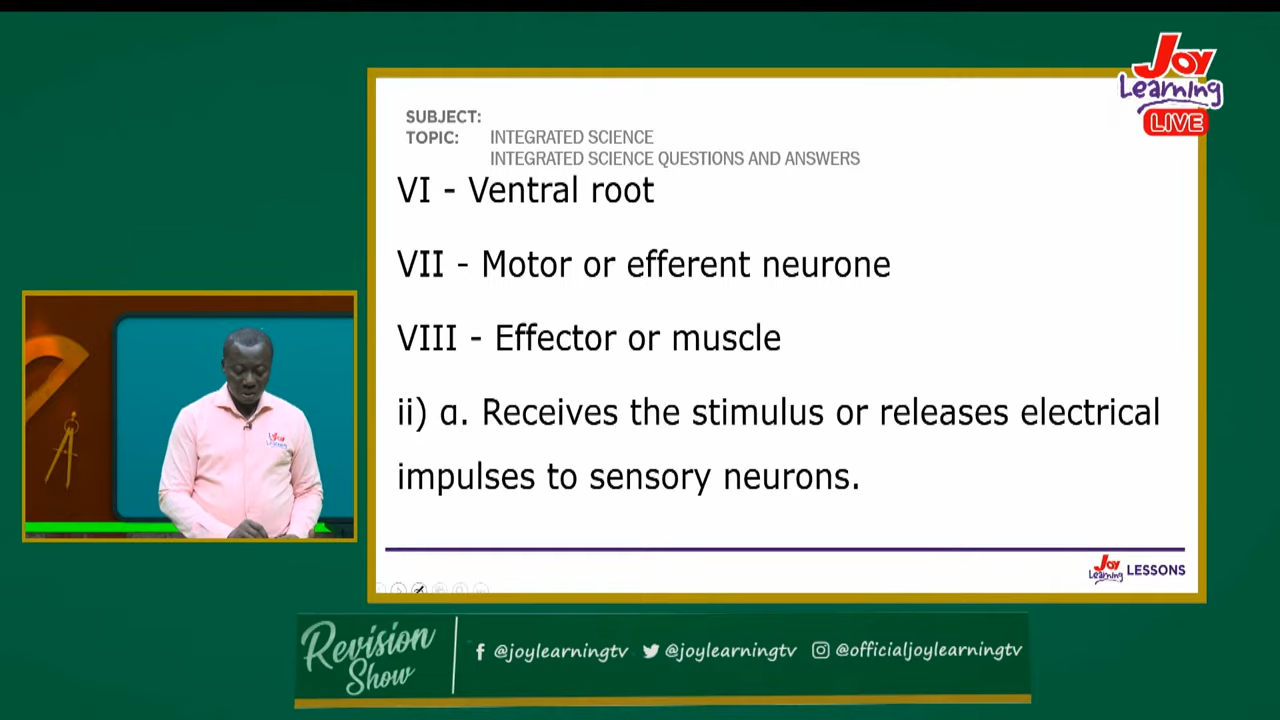 Joy
Learning
LIVE
SUBJECT:
TOPIC: INTEGRATED SCIENCE
INTEGRATED SCIENCE QUESTIONS AND ANSWERS
VI - Ventral root
VII - Motor or efferent neurone
VIII - Effector or muscle
ii) ɑ. Receives the stimulus or releases electrical
impulses to sensory neurons.
Joy Learning LESSONS
Revision Show
@joylearningtv @joylearningtv @officialjoylearningtv